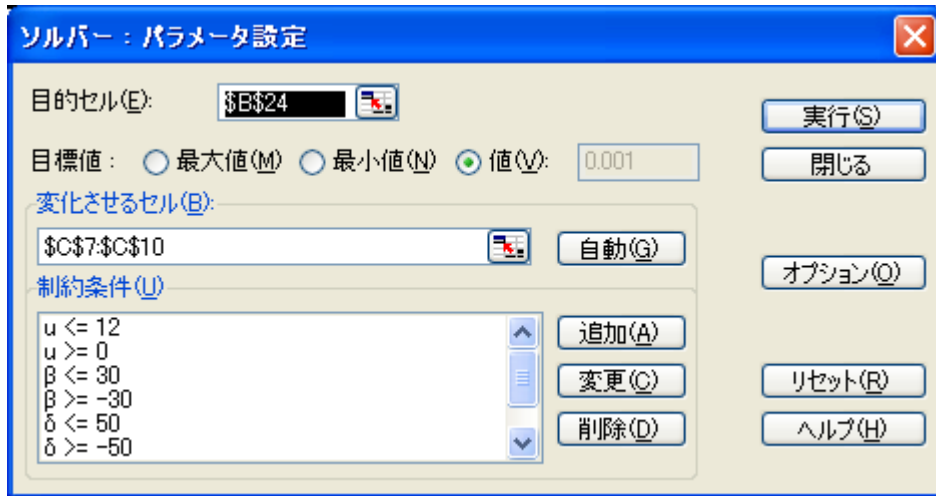 ソルバー：パラメータ設定
目的セル(E): $B$24
実行(S)
目標値： 最大値(M) 最小値(N) 値(V): 0.001
閉じる
変化させるセル(B):
$C$7:$C$10
自動(G)
オプション(O)
制約条件(U)
u <= 12
u >= 0
β <= 30
β >= -30
δ <= 50
δ >= -50
追加(A)
変更(C)
削除(D)
リセット(R)
ヘルプ(H)